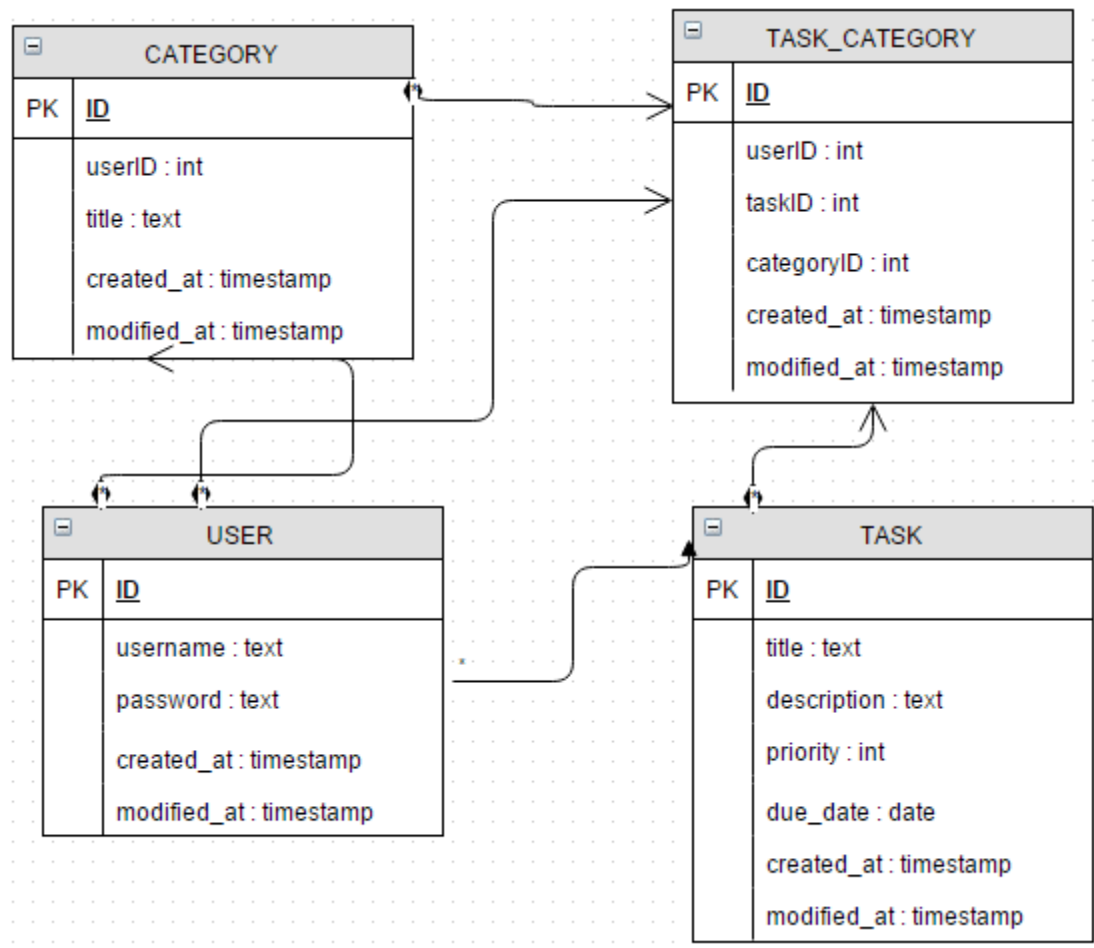 CATEGORY
PK ID
userID : int
title : text
created_at : timestamp
modified_at : timestamp
*
TASK_CATEGORY
PK ID
userID : int
taskID : int
categoryID : int
created_at : timestamp
modified_at : timestamp
* *
USER
PK ID
username : text
password : text
created_at : timestamp
modified_at : timestamp
*
*
TASK
PK ID
title : text
description : text
priority : int
due_date : date
created_at : timestamp
modified_at : timestamp